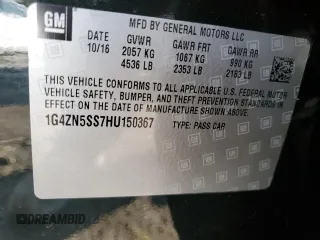 GM
MFD BY GENERAL MOTORS LLC
DATE GVWR GAWR FRT GAWR RR
10/16 2057 KG 1067 KG 990 KG
4536 LB 2353 LB 2183 LB
THIS VEHICLE CONFORMS TO ALL APPLICABLE U.S. FEDERAL MOTOR
VEHICLE SAFETY, BUMPER, AND THEFT PREVENTION STANDARDS IN
EFFECT ON THE DATE OF MANUFACTURE SHOWN ABOVE.
1G4ZN5SS7HU150367 TYPE: PASS CAR
DREAMBID